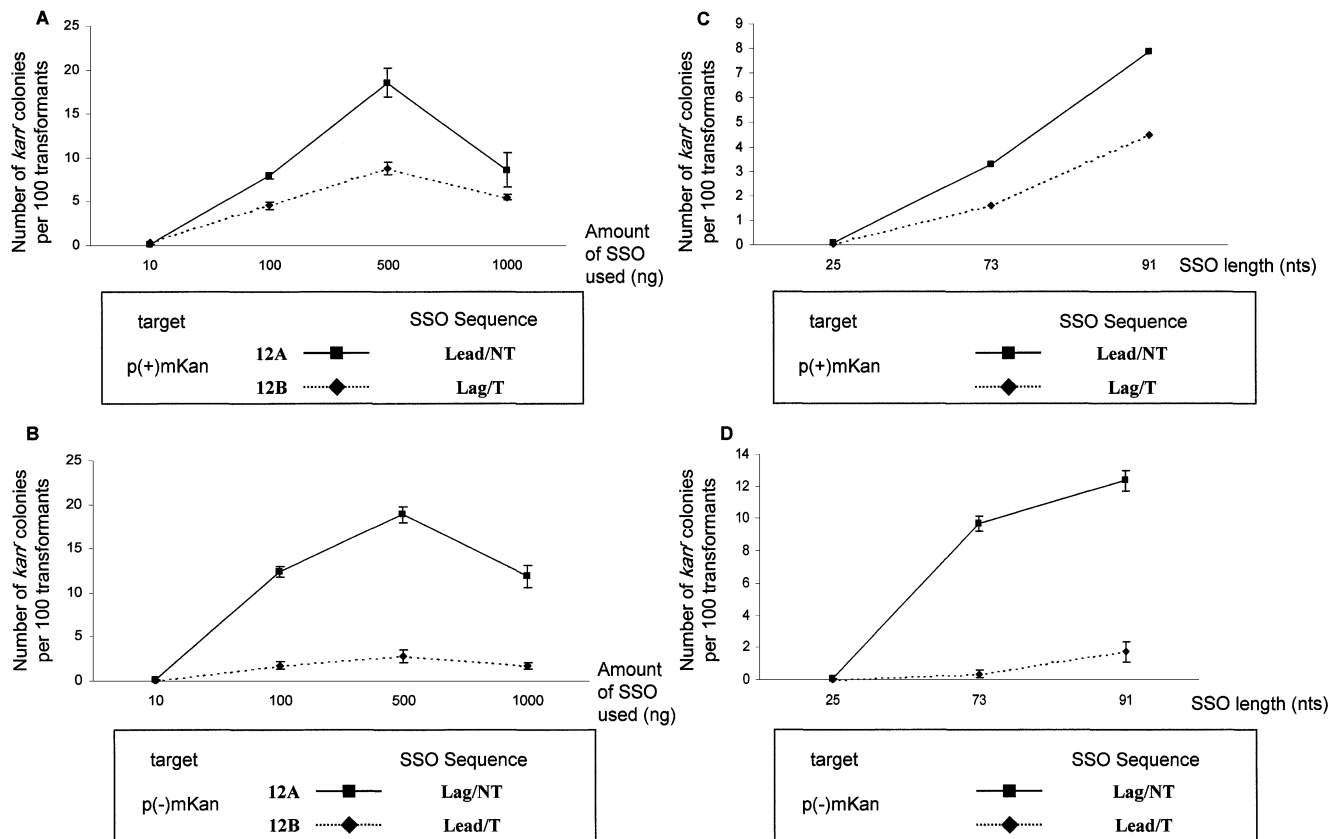 A
Number of kanʳ colonies
per 100 transformants
25
20
15
10
5
0
10
100
500
1000
Amount
of SSO
used (ng)
target
SSO Sequence
p(+)mKan
12A
Lead/NT
12B
Lag/T
B
Number of kanʳ colonies
per 100 transformants
25
20
15
10
5
0
10
100
500
1000
Amount
of SSO
used (ng)
target
SSO Sequence
p(-)mKan
12A
Lag/NT
12B
Lead/T
C
Number of kanʳ colonies
per 100 transformants
9
8
7
6
5
4
3
2
1
0
25
73
91
SSO length (nts)
target
SSO Sequence
p(+)mKan
Lead/NT
Lag/T
D
Number of kanʳ colonies
per 100 transformants
14
12
10
8
6
4
2
0
25
73
91
SSO length (nts)
target
SSO Sequence
p(-)mKan
Lag/NT
Lead/T